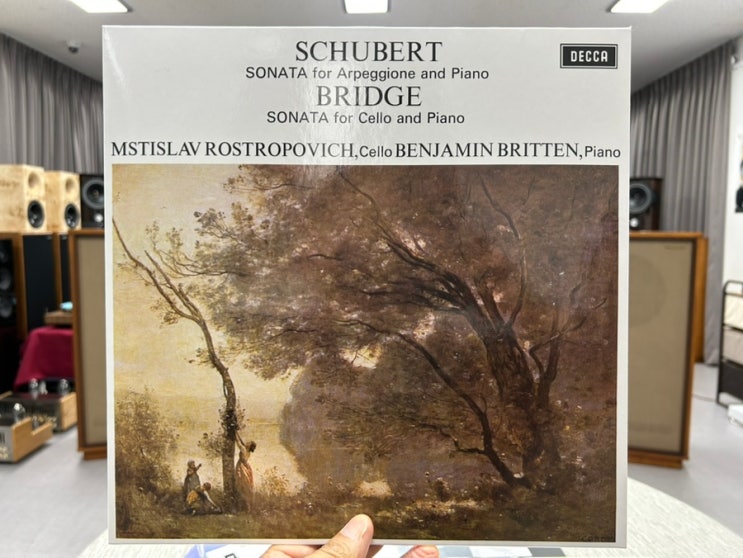 SCHUBERT
SONATA for Arpeggione and Piano
DECCA
BRIDGE
SONATA for Cello and Piano
MSTISLAV ROSTROPOVICH, Cello BENJAMIN BRITTEN, Piano
COROT